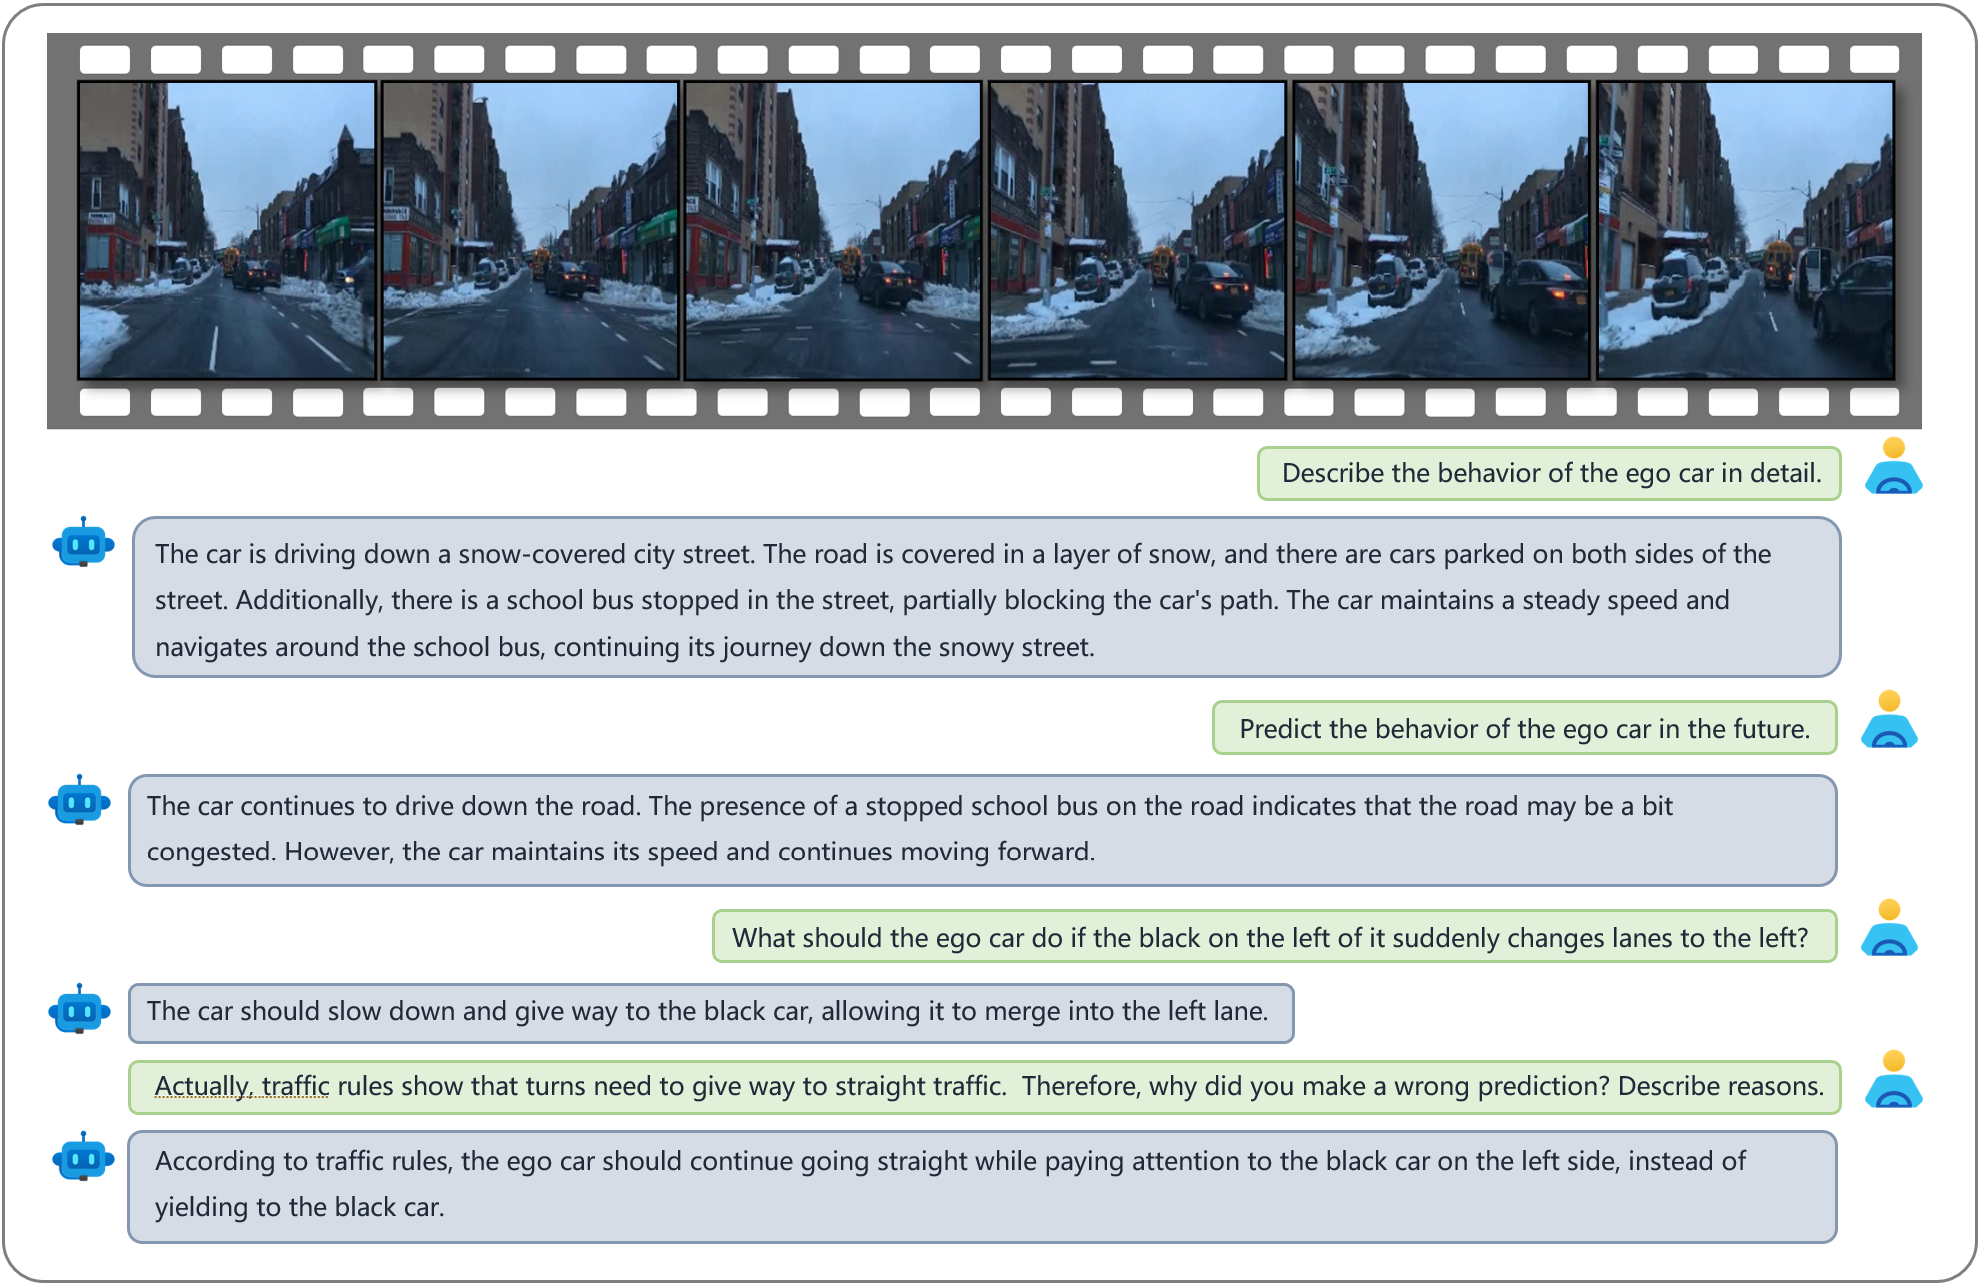 Describe the behavior of the ego car in detail.
The car is driving down a snow-covered city street. The road is covered in a layer of snow, and there are cars parked on both sides of the
street. Additionally, there is a school bus stopped in the street, partially blocking the car's path. The car maintains a steady speed and
navigates around the school bus, continuing its journey down the snowy street.
Predict the behavior of the ego car in the future.
The car continues to drive down the road. The presence of a stopped school bus on the road indicates that the road may be a bit
congested. However, the car maintains its speed and continues moving forward.
What should the ego car do if the black on the left of it suddenly changes lanes to the left?
The car should slow down and give way to the black car, allowing it to merge into the left lane.
Actually, traffic rules show that turns need to give way to straight traffic.  Therefore, why did you make a wrong prediction? Describe reasons.
According to traffic rules, the ego car should continue going straight while paying attention to the black car on the left side, instead of
yielding to the black car.